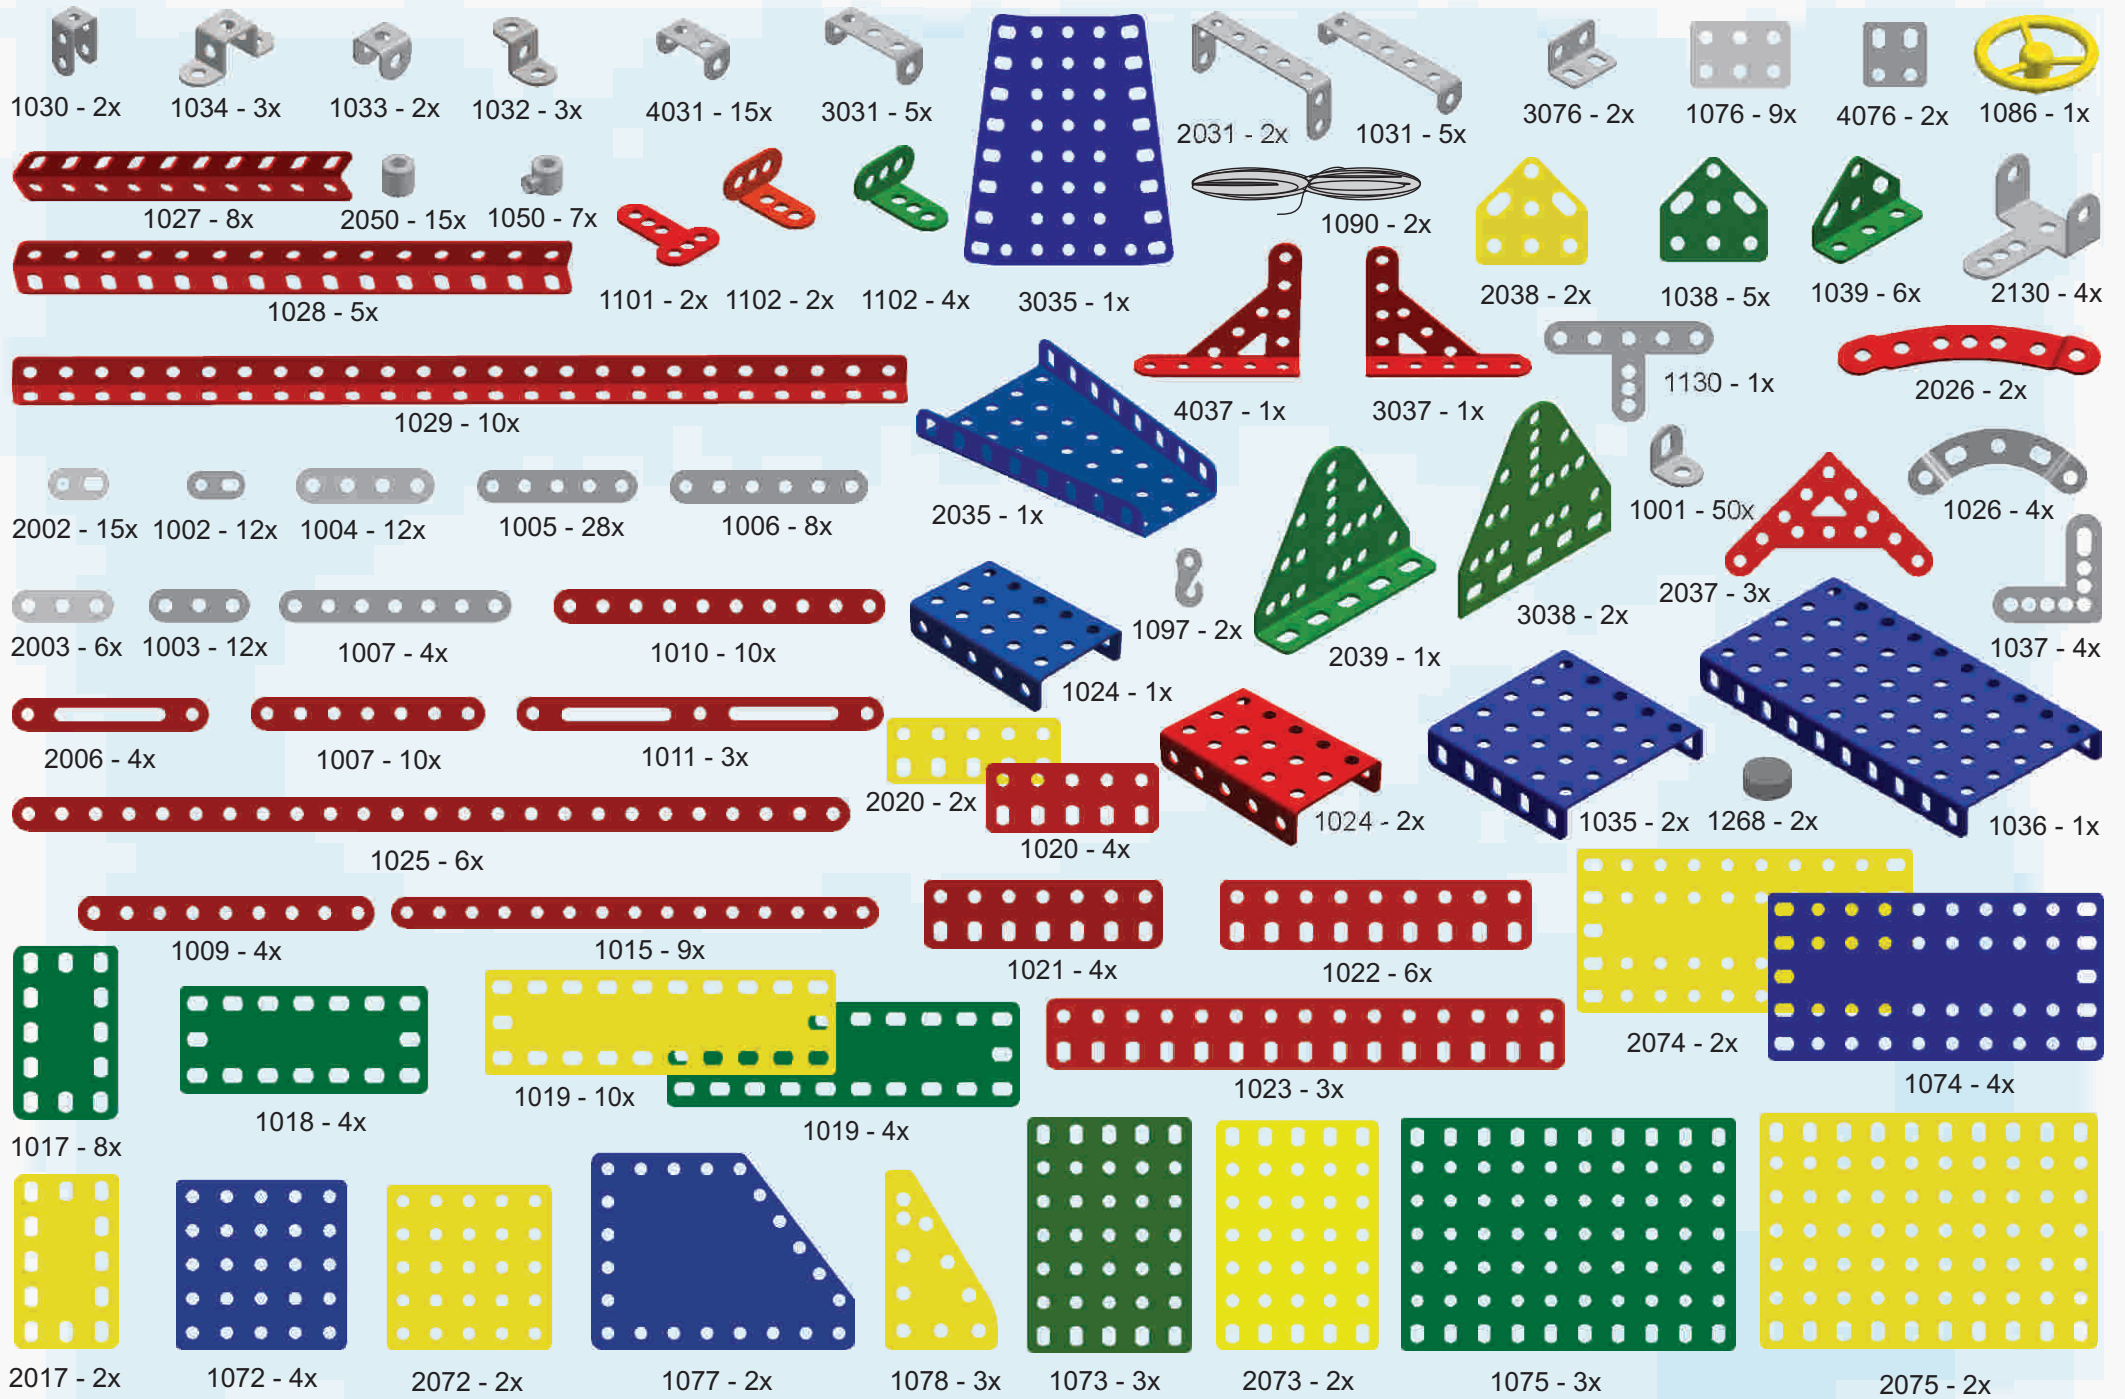 1030 - 2x
1034 - 3x
1033 - 2x
1032 - 3x
4031 - 15x
3031 - 5x
2031 - 2x
1031 - 5x
3076 - 2x
1076 - 9x
4076 - 2x
1086 - 1x
1027 - 8x
2050 - 15x
1050 - 7x
1090 - 2x
1028 - 5x
1101 - 2x
1102 - 2x
1102 - 4x
3035 - 1x
2038 - 2x
1038 - 5x
1039 - 6x
2130 - 4x
1029 - 10x
4037 - 1x
3037 - 1x
1130 - 1x
2026 - 2x
2002 - 15x
1002 - 12x
1004 - 12x
1005 - 28x
1006 - 8x
2035 - 1x
1001 - 50x
1026 - 4x
2003 - 6x
1003 - 12x
1007 - 4x
1010 - 10x
1097 - 2x
2039 - 1x
3038 - 2x
2037 - 3x
1037 - 4x
1024 - 1x
2006 - 4x
1007 - 10x
1011 - 3x
2020 - 2x
1020 - 4x
1024 - 2x
1035 - 2x
1268 - 2x
1036 - 1x
1025 - 6x
1009 - 4x
1015 - 9x
1021 - 4x
1022 - 6x
2074 - 2x
1074 - 4x
1017 - 8x
1018 - 4x
1019 - 10x
1019 - 4x
1023 - 3x
2017 - 2x
1072 - 4x
2072 - 2x
1077 - 2x
1078 - 3x
1073 - 3x
2073 - 2x
1075 - 3x
2075 - 2x